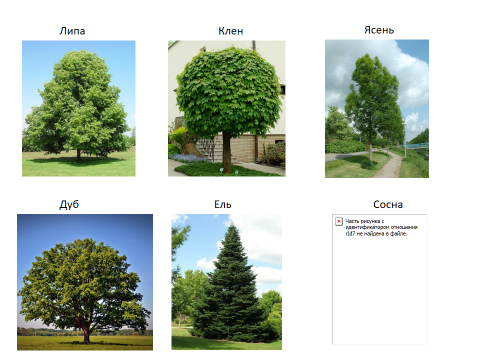 Липа
Клен
Ясень
Дуб
Ель
Сосна
Часть рисунка с
идентификатором отношения
rId7 не найдена в файле.